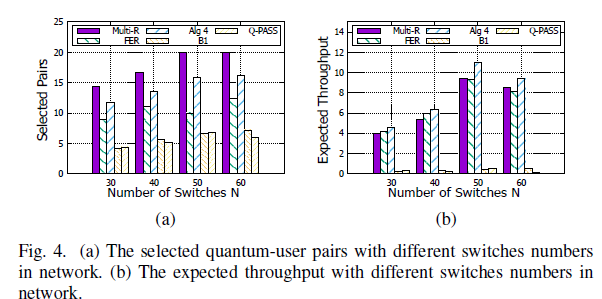 Multi-R Alg 4 Q-PASS
FER B1
25
20
15
10
5
0
Selected Pairs
30 40 50 60
Number of Switches N
(a)
Multi-R Alg 4 Q-PASS
FER B1
14
12
10
8
6
4
2
0
Expected Throughput
30 40 50 60
Number of Switches N
(b)
Fig. 4. (a) The selected quantum-user pairs with different switches numbers
in network. (b) The expected throughput with different switches numbers in
network.